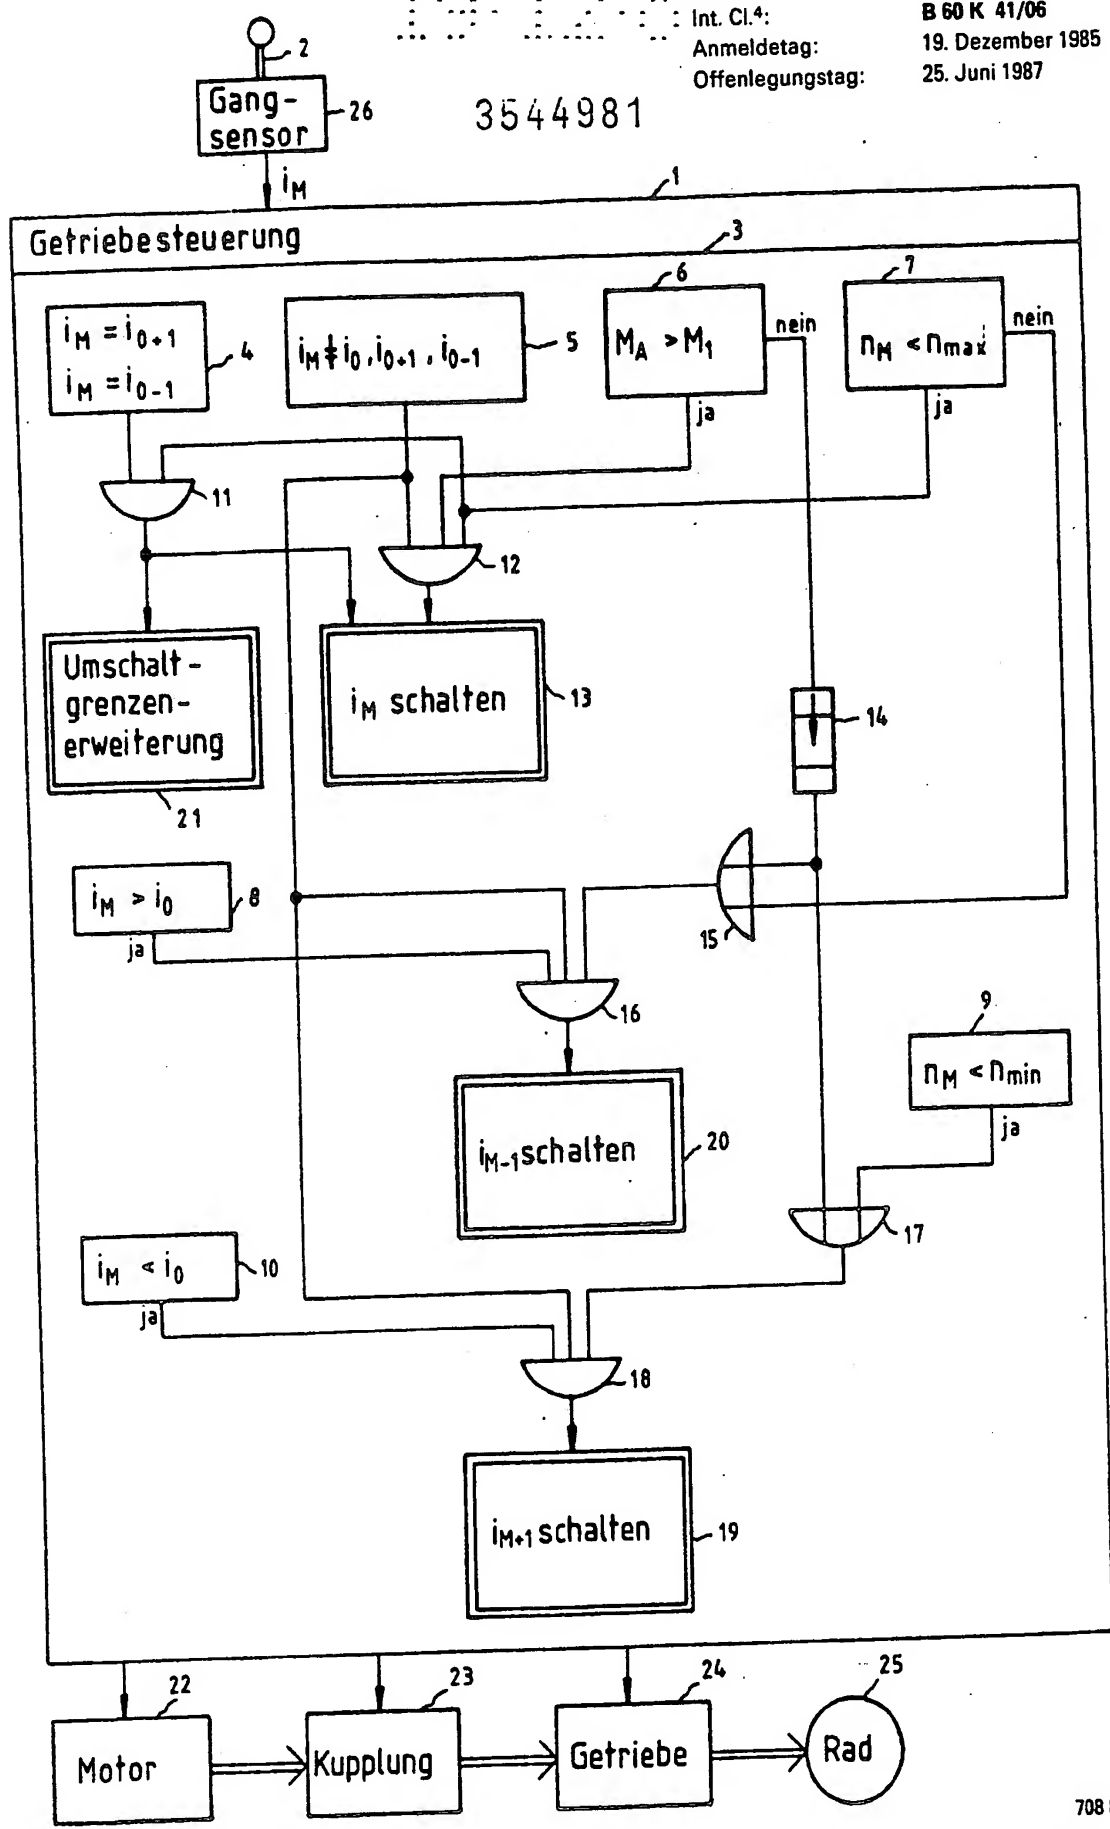 Int. Cl.⁴: B 60 K 41/06
Anmeldetag: 19. Dezember 1985
Offenlegungstag: 25. Juni 1987
3544981
2
Gang-
sensor
26
iM
1
Getriebesteuerung
3
iM = i0+1
iM = i0-1
4
iM ≠ i0, i0+1, i0-1
5
6
MA > M1
nein
ja
7
nM < nmax
nein
ja
11
12
Umschalt-
grenzen-
erweiterung
21
iM schalten
13
14
iM > i0
8
ja
15
16
9
nM < nmin
ja
iM-1 schalten
20
17
iM < i0
10
ja
18
iM+1 schalten
19
22
Motor
23
Kupplung
24
Getriebe
25
Rad
708